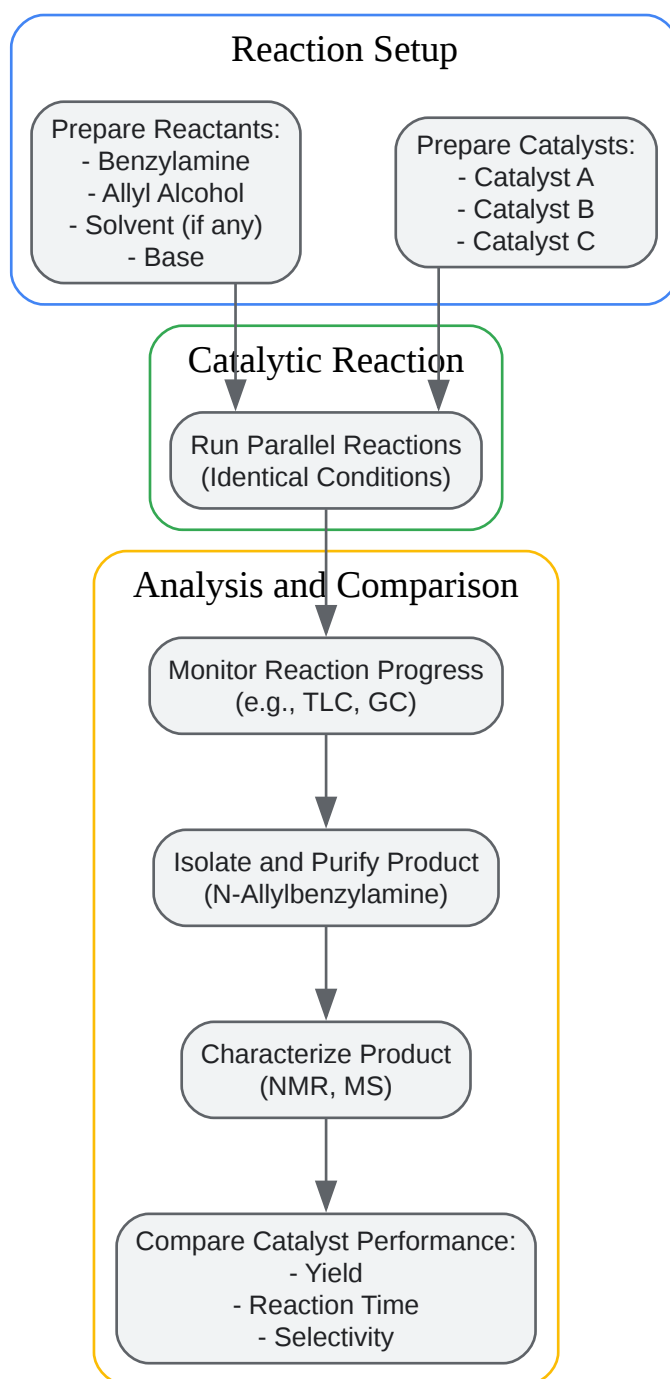 Reaction Setup
Prepare Reactants:
- Benzylamine
- Allyl Alcohol
- Solvent (if any)
- Base
Prepare Catalysts:
- Catalyst A
- Catalyst B
- Catalyst C
Catalytic Reaction
Run Parallel Reactions
(Identical Conditions)
Analysis and Comparison
Monitor Reaction Progress
(e.g., TLC, GC)
Isolate and Purify Product
(N-Allylbenzylamine)
Characterize Product
(NMR, MS)
Compare Catalyst Performance:
- Yield
- Reaction Time
- Selectivity